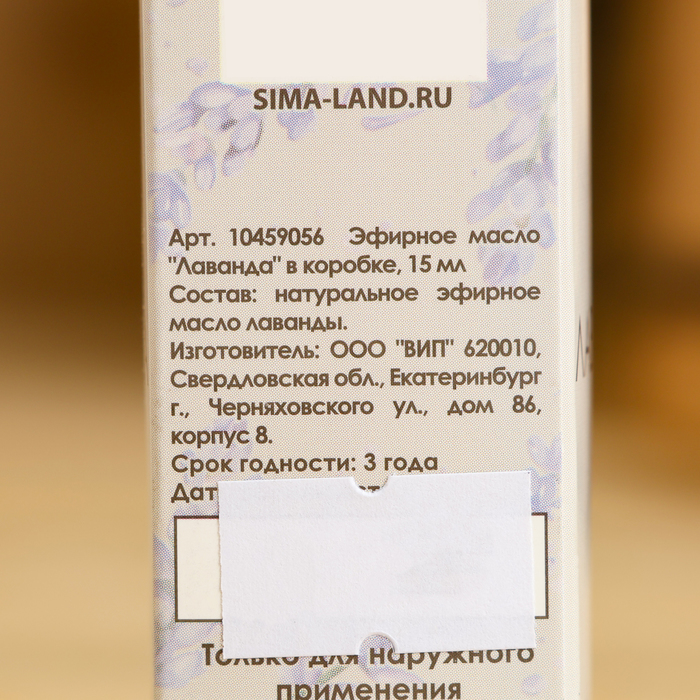 SIMA-LAND.RU
Арт. 10459056 Эфирное масло
"Лаванда" в коробке, 15 мл
Состав: натуральное эфирное
масло лаванды.
Изготовитель: ООО "ВИП" 620010,
Свердловская обл., Екатеринбург
г., Черняховского ул., дом 86,
корпус 8.
Срок годности: 3 года
Только для наружного
применения